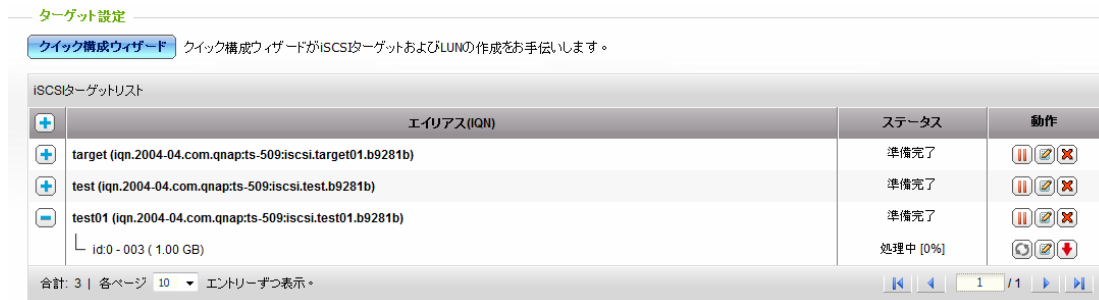 ターゲット設定
クイック構成ウィザード クイック構成ウィザードがiSCSIターゲットおよびLUNの作成をお手伝いします。
iSCSIターゲットリスト
エイリアス(IQN) ステータス 動作
target (iqn.2004-04.com.qnap:ts-509:iscsi.target01.b9281b) 準備完了
test (iqn.2004-04.com.qnap:ts-509:iscsi.test.b9281b) 準備完了
test01 (iqn.2004-04.com.qnap:ts-509:iscsi.test01.b9281b) 準備完了
id:0 - 003 ( 1.00 GB) 処理中 [0%]
合計: 3 | 各ページ 10 エントリーずつ表示。 1 /1